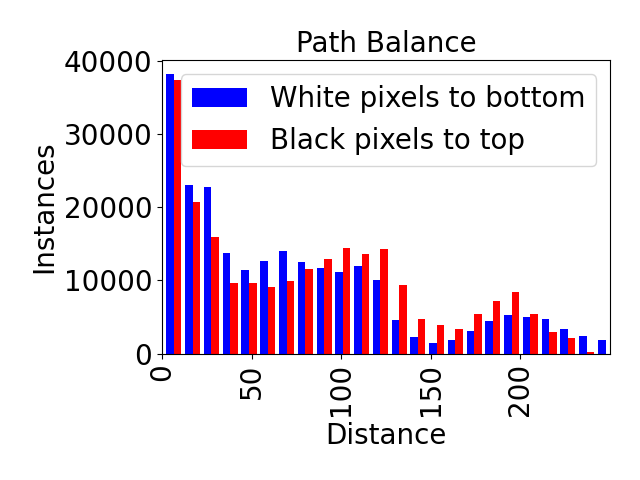 Path Balance
40000
30000
20000
10000
0
Instances
White pixels to bottom
Black pixels to top
0
50
100
150
200
Distance